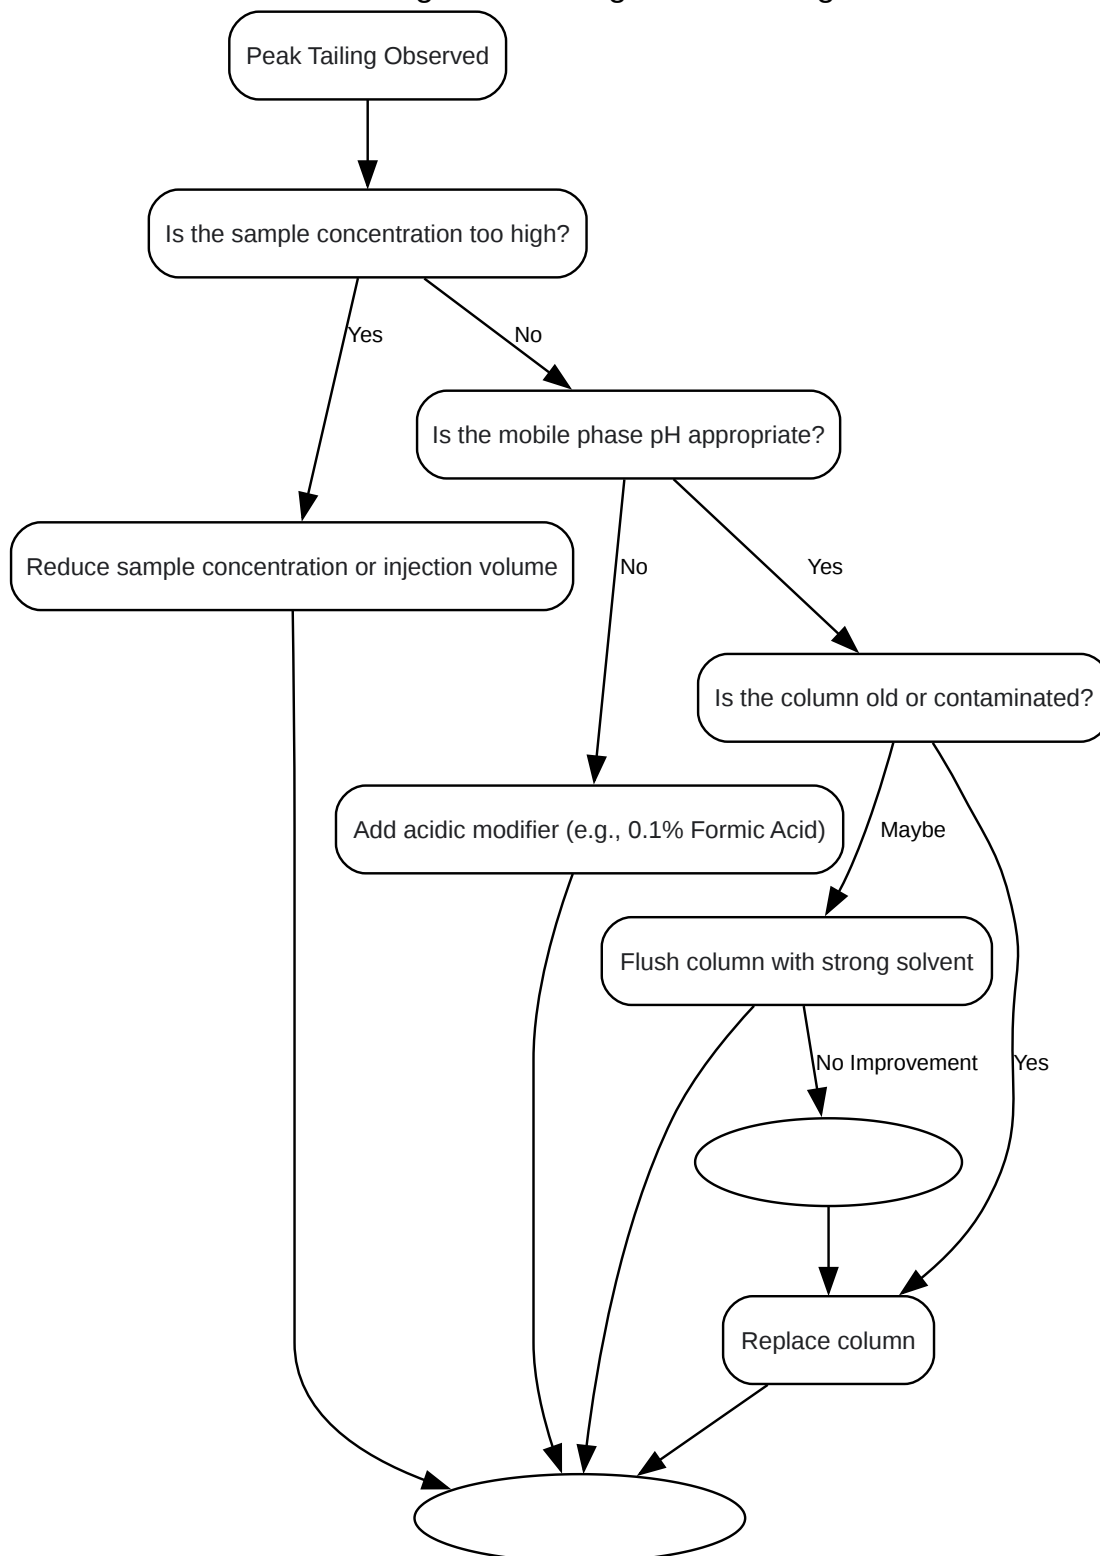 Peak Tailing Observed
Is the sample concentration too high?
Yes
No
Is the mobile phase pH appropriate?
Reduce sample concentration or injection volume
No
Yes
Is the column old or contaminated?
Add acidic modifier (e.g., 0.1% Formic Acid)
Maybe
Flush column with strong solvent
No Improvement
Yes
Replace column